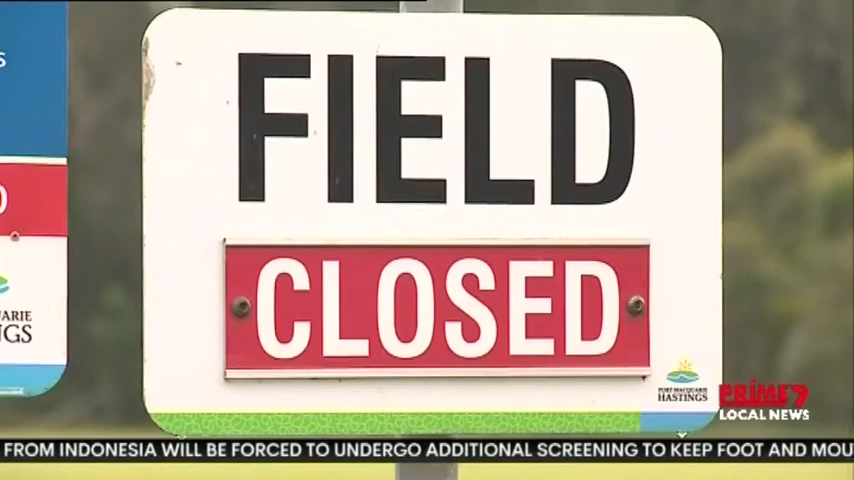 FIELD
CLOSED
PORT MACQUARIE
HASTINGS
PRIME7
LOCAL NEWS
FROM INDONESIA WILL BE FORCED TO UNDERGO ADDITIONAL SCREENING TO KEEP FOOT AND MOU